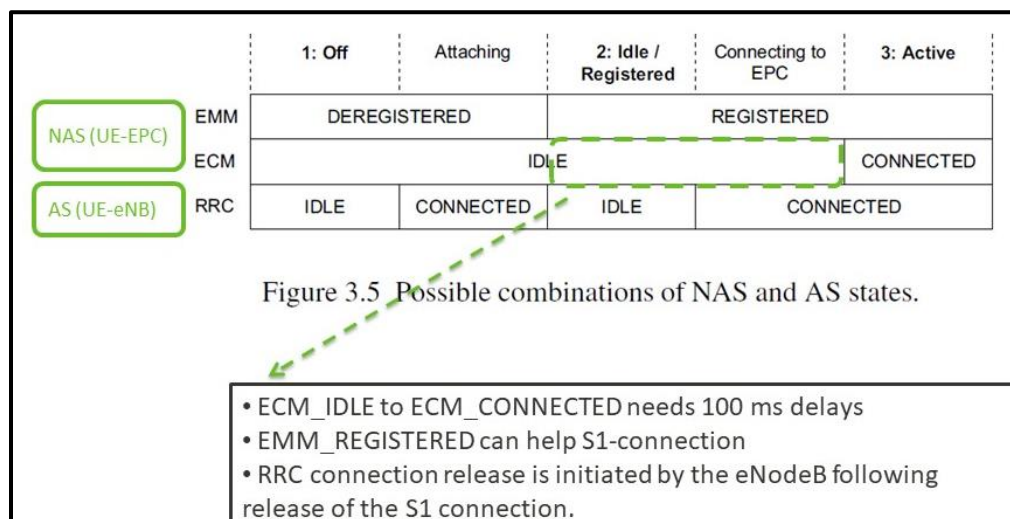 1: Off
Attaching
2: Idle /
Registered
Connecting to
EPC
3: Active
NAS (UE-EPC)
EMM
DEREGISTERED
REGISTERED
ECM
IDLE
CONNECTED
AS (UE-eNB)
RRC
IDLE
CONNECTED
IDLE
CONNECTED
Figure 3.5 Possible combinations of NAS and AS states.
• ECM_IDLE to ECM_CONNECTED needs 100 ms delays
• EMM_REGISTERED can help S1-connection
• RRC connection release is initiated by the eNodeB following
release of the S1 connection.